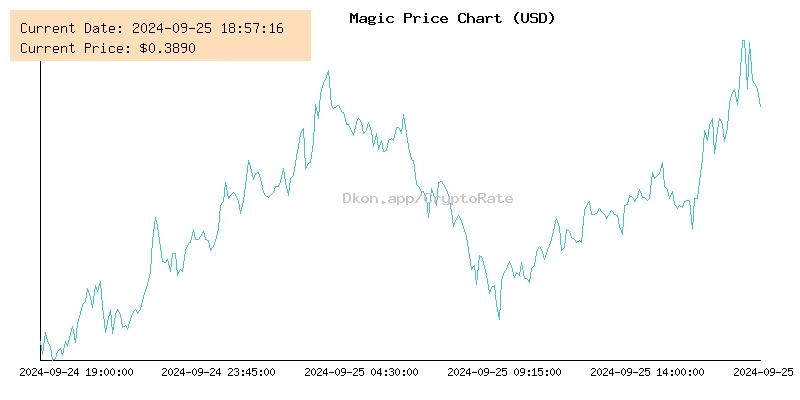 Magic Price Chart (USD)
Current Date: 2024-09-25 18:57:16
Current Price: $0.3890
Dkon.app/CryptoRate
2024-09-24 19:00:00 2024-09-24 23:45:00 2024-09-25 04:30:00 2024-09-25 09:15:00 2024-09-25 14:00:00 2024-09-25